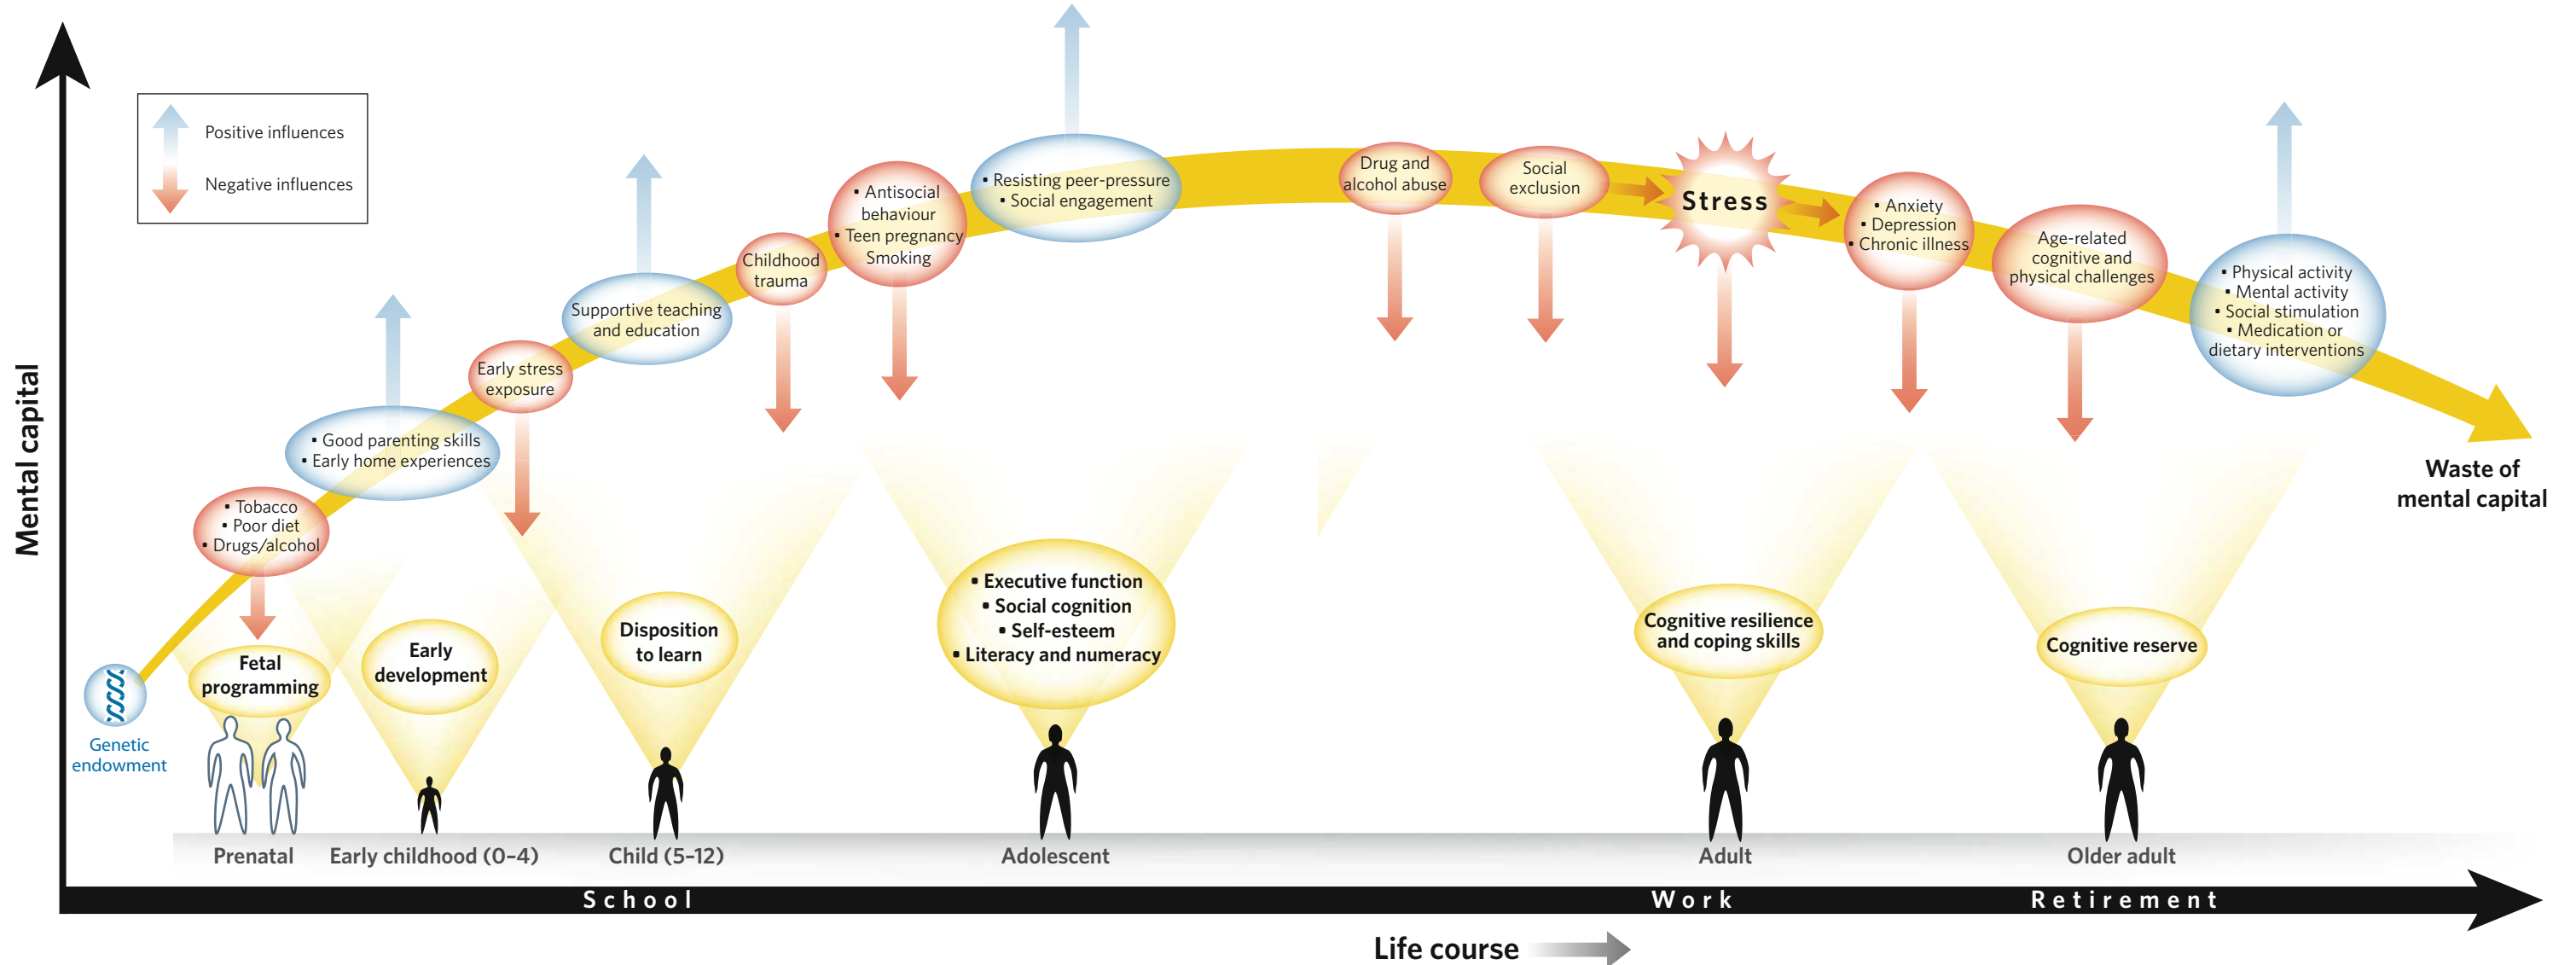 Mental capital
Positive influences
Negative influences
Genetic
endowment
• Tobacco
• Poor diet
• Drugs/alcohol
• Good parenting skills
• Early home experiences
Early stress
exposure
Supportive teaching
and education
Childhood
trauma
• Antisocial
behaviour
• Teen pregnancy
Smoking
• Resisting peer-pressure
• Social engagement
Drug and
alcohol abuse
Social
exclusion
Stress
• Anxiety
• Depression
• Chronic illness
Age-related
cognitive and
physical challenges
• Physical activity
• Mental activity
• Social stimulation
• Medication or
dietary interventions
Waste of
mental capital
Fetal
programming
Early
development
Disposition
to learn
▪ Executive function
▪ Social cognition
▪ Self-esteem
▪ Literacy and numeracy
Cognitive resilience
and coping skills
Cognitive reserve
Prenatal
Early childhood (0–4)
Child (5–12)
Adolescent
Adult
Older adult
School
Work
Retirement
Life course